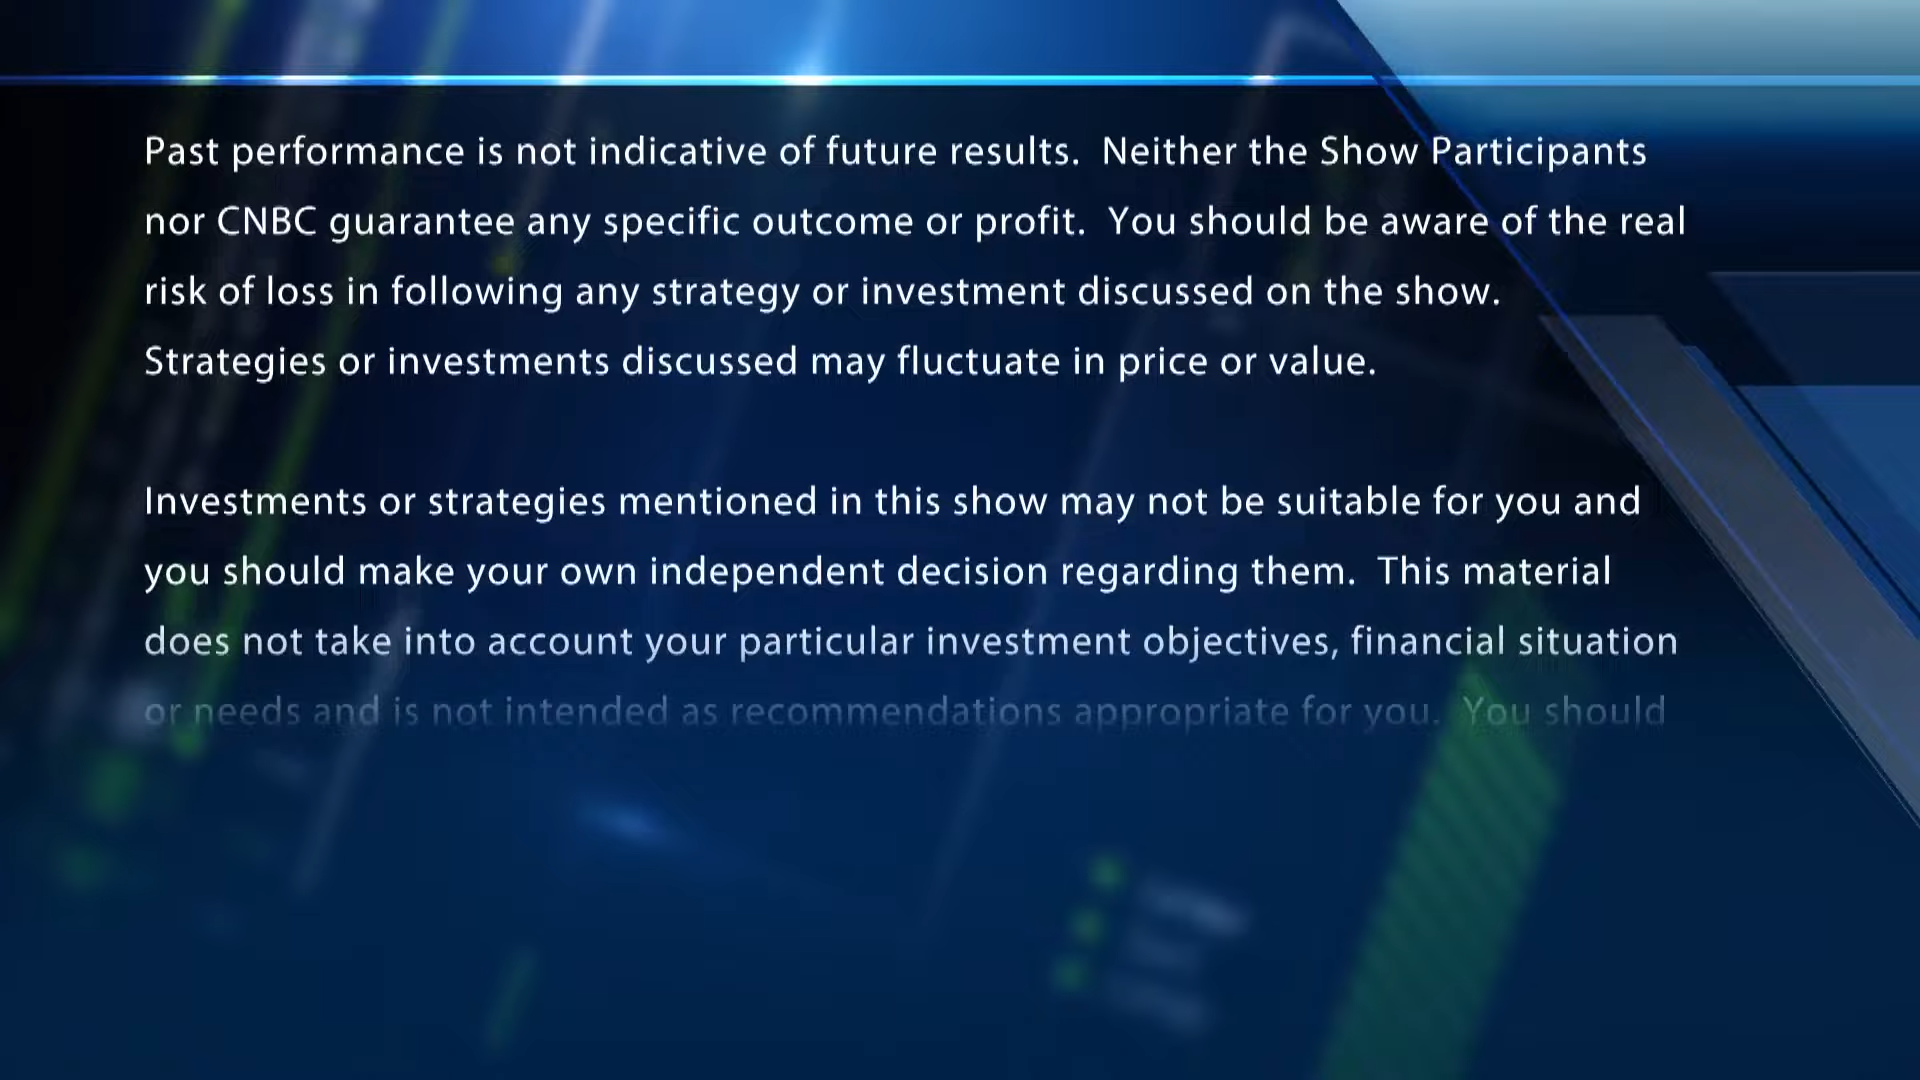 Past performance is not indicative of future results.  Neither the Show Participants
nor CNBC guarantee any specific outcome or profit.  You should be aware of the real
risk of loss in following any strategy or investment discussed on the show.
Strategies or investments discussed may fluctuate in price or value.
Investments or strategies mentioned in this show may not be suitable for you and
you should make your own independent decision regarding them.  This material
does not take into account your particular investment objectives, financial situation
or needs and is not intended as recommendations appropriate for you.  You should